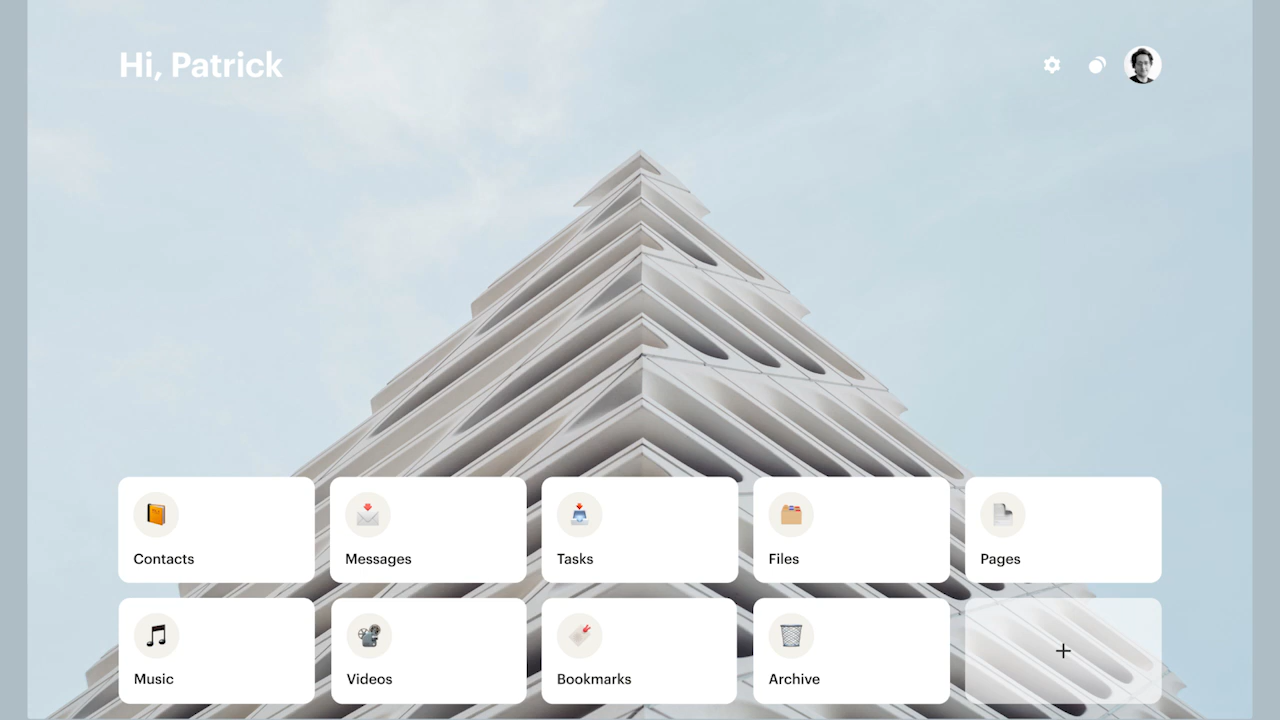 Hi, Patrick
Contacts
Messages
Tasks
Files
Pages
Music
Videos
Bookmarks
Archive